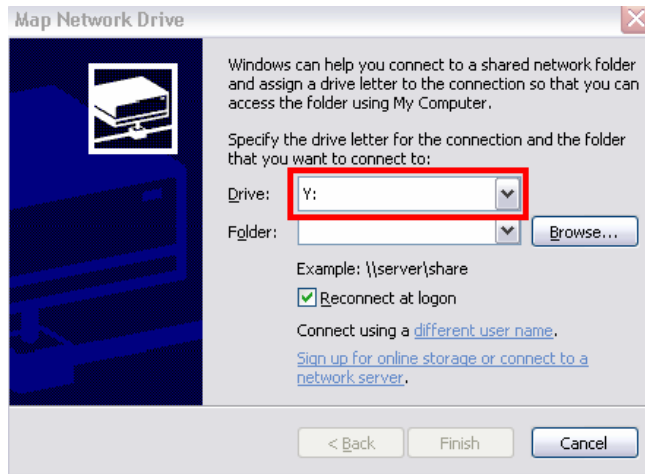 Map Network Drive
Windows can help you connect to a shared network folder
and assign a drive letter to the connection so that you can
access the folder using My Computer.
Specify the drive letter for the connection and the folder
that you want to connect to:
Drive: Y:
Folder: Browse...
Example: \\server\share
Reconnect at logon
Connect using a different user name.
Sign up for online storage or connect to a
network server.
< Back Finish Cancel